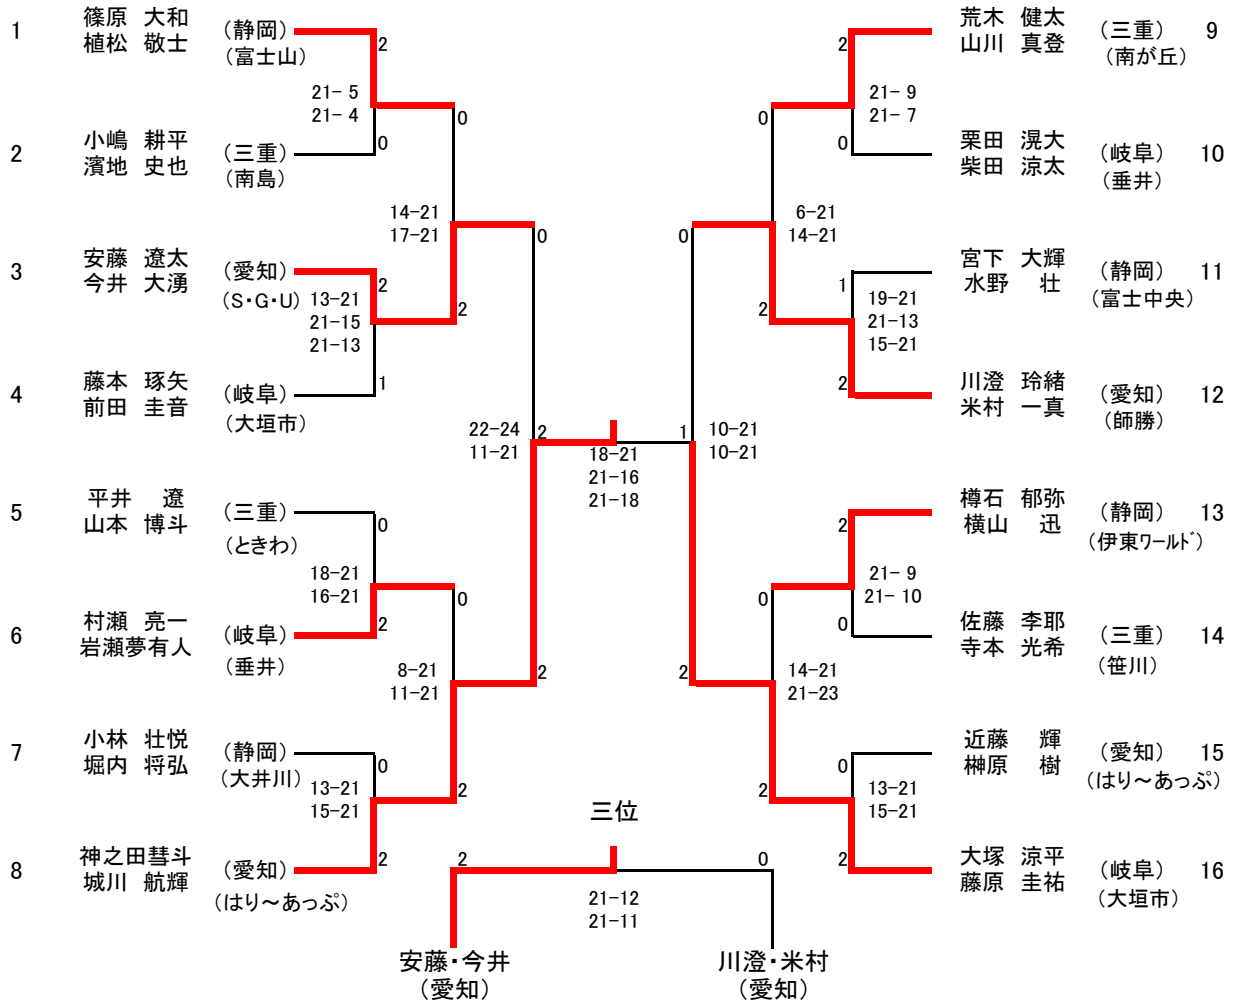 1
篠原 大和
植松 敬士
(静岡)
(富士山)
2
21- 5
21- 4
0
2
小嶋 耕平
濱地 史也
(三重)
(南島)
0
14-21
17-21
0
3
安藤 遼太
今井 大湧
(愛知)
(S・G・U)
2
13-21
21-15
21-13
2
4
藤本 琢矢
前田 圭音
(岐阜)
(大垣市)
1
22-24
11-21
2
5
平井 遼
山本 博斗
(三重)
(ときわ)
0
18-21
16-21
0
6
村瀬 亮一
岩瀬夢有人
(岐阜)
(垂井)
2
8-21
11-21
2
7
小林 壮悦
堀内 将弘
(静岡)
(大井川)
0
13-21
15-21
2
8
神之田彗斗
城川 航輝
(愛知)
(はり～あっぷ)
2
18-21
21-16
21-18
荒木 健太
山川 真登
(三重)
(南が丘)
9
2
21- 9
21- 7
0
栗田 滉大
柴田 涼太
(岐阜)
(垂井)
10
0
6-21
14-21
0
宮下 大輝
水野 壮
(静岡)
(富士中央)
11
1
19-21
21-13
15-21
2
川澄 玲緒
米村 一真
(愛知)
(師勝)
12
2
1
10-21
10-21
樽石 郁弥
横山 迅
(静岡)
(伊東ワールド)
13
2
21- 9
21- 10
0
佐藤 李耶
寺本 光希
(三重)
(笹川)
14
0
14-21
21-23
2
近藤 輝
榊原 樹
(愛知)
(はり～あっぷ)
15
0
13-21
15-21
2
大塚 涼平
藤原 圭祐
(岐阜)
(大垣市)
16
2
三位
2
0
21-12
21-11
安藤・今井
(愛知)
川澄・米村
(愛知)